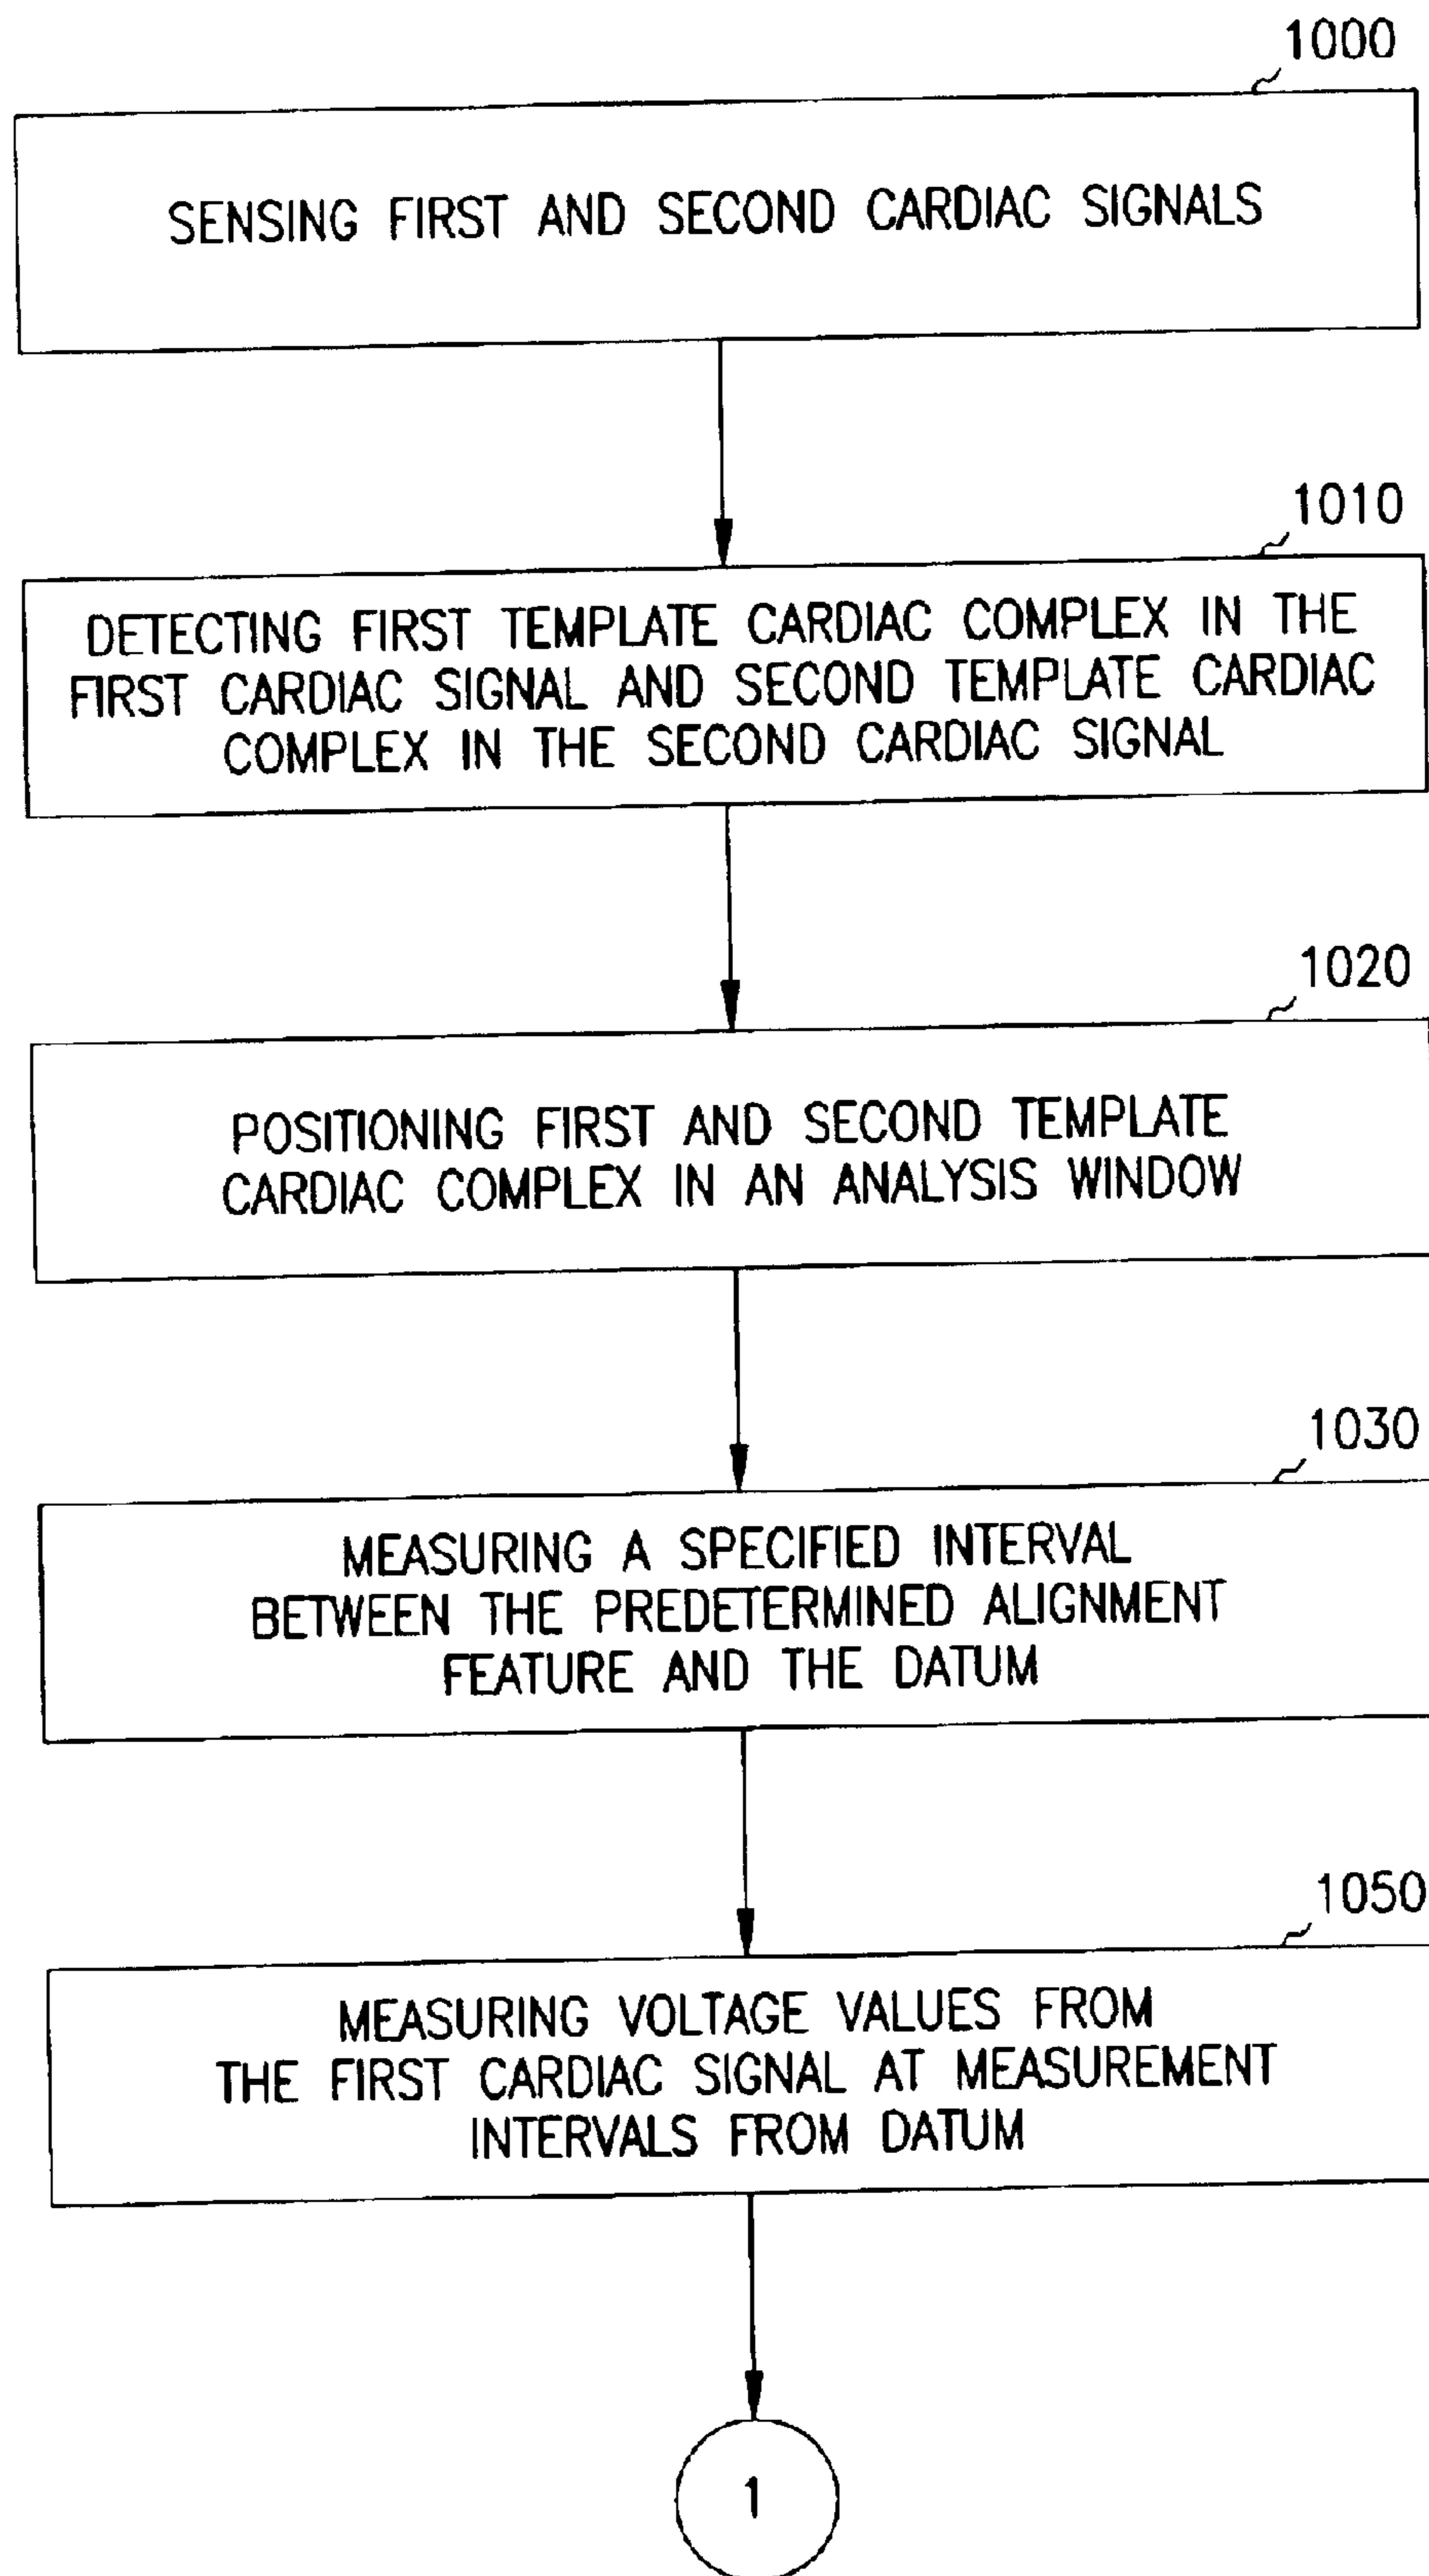 1000
SENSING FIRST AND SECOND CARDIAC SIGNALS
1010
DETECTING FIRST TEMPLATE CARDIAC COMPLEX IN THE
FIRST CARDIAC SIGNAL AND SECOND TEMPLATE CARDIAC
COMPLEX IN THE SECOND CARDIAC SIGNAL
1020
POSITIONING FIRST AND SECOND TEMPLATE
CARDIAC COMPLEX IN AN ANALYSIS WINDOW
1030
MEASURING A SPECIFIED INTERVAL
BETWEEN THE PREDETERMINED ALIGNMENT
FEATURE AND THE DATUM
1050
MEASURING VOLTAGE VALUES FROM
THE FIRST CARDIAC SIGNAL AT MEASUREMENT
INTERVALS FROM DATUM
1